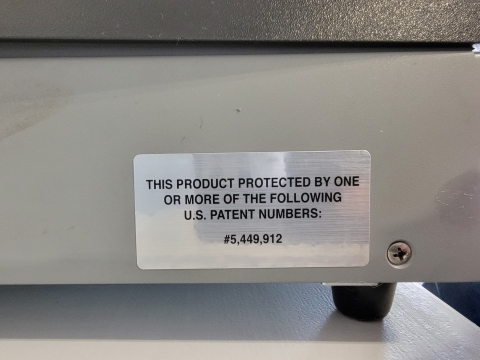 THIS PRODUCT PROTECTED BY ONE
OR MORE OF THE FOLLOWING
U.S. PATENT NUMBERS:
#5,449,912